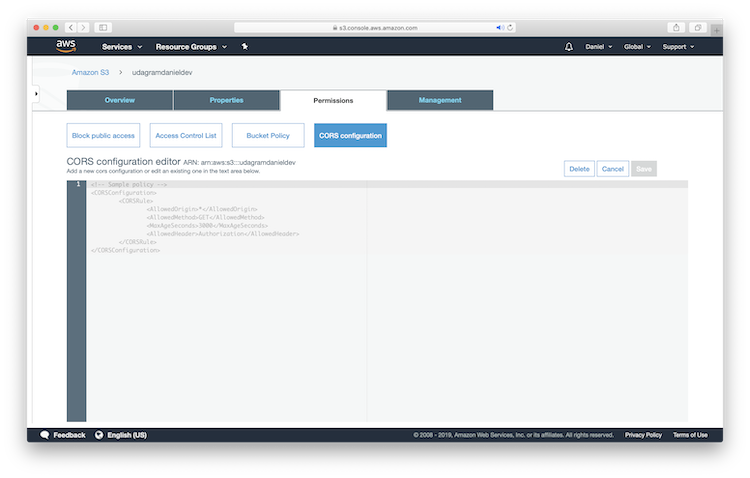 s3.console.aws.amazon.com
aws Services Resource Groups Daniel Global Support
Amazon S3 > udagramdanieldev
Overview Properties Permissions Management
Block public access Access Control List Bucket Policy CORS configuration
CORS configuration editor ARN: arn:aws:s3:::udagramdanieldev
Add a new cors configuration or edit an existing one in the text area below.
Delete Cancel Save
1 <!-- Sample policy -->
<CORSConfiguration>
<CORSRule>
<AllowedOrigin>*</AllowedOrigin>
<AllowedMethod>GET</AllowedMethod>
<MaxAgeSeconds>3000</MaxAgeSeconds>
<AllowedHeader>Authorization</AllowedHeader>
</CORSRule>
</CORSConfiguration>
Feedback English (US) © 2008 - 2019, Amazon Web Services, Inc. or its affiliates. All rights reserved. Privacy Policy Terms of Use